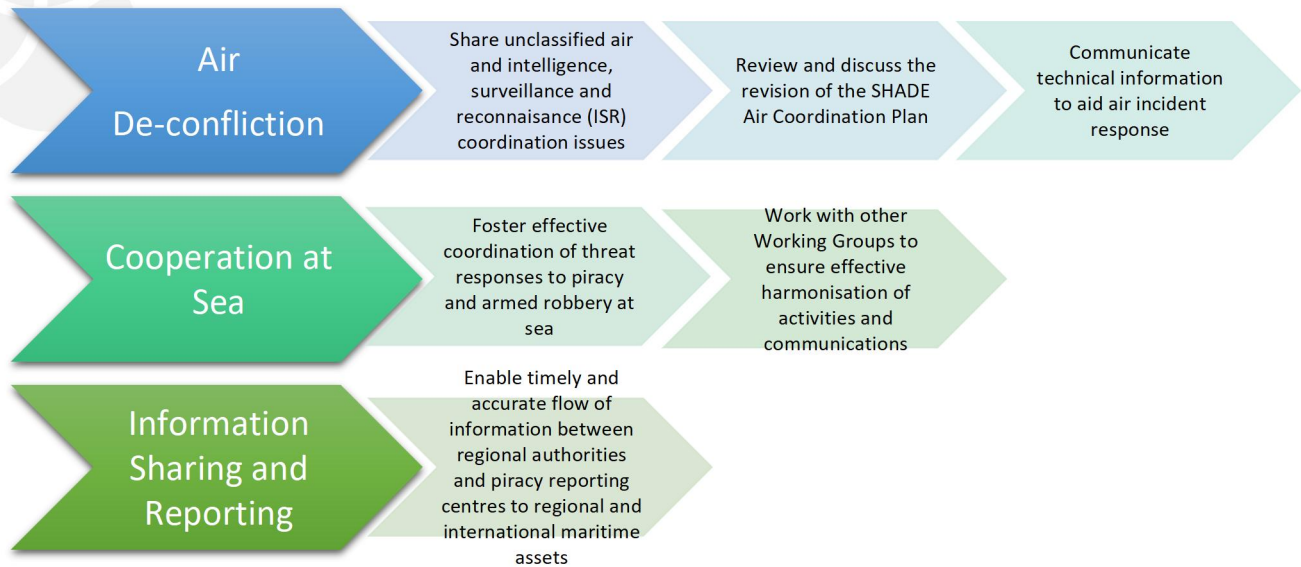 Air
De-confliction
Share unclassified air
and intelligence,
surveillance and
reconnaisance (ISR)
coordination issues
Review and discuss the
revision of the SHADE
Air Coordination Plan
Communicate
technical information
to aid air incident
response
Cooperation at
Sea
Foster effective
coordination of threat
responses to piracy
and armed robbery at
sea
Work with other
Working Groups to
ensure effective
harmonisation of
activities and
communications
Information
Sharing and
Reporting
Enable timely and
accurate flow of
information between
regional authorities
and piracy reporting
centres to regional and
international maritime
assets